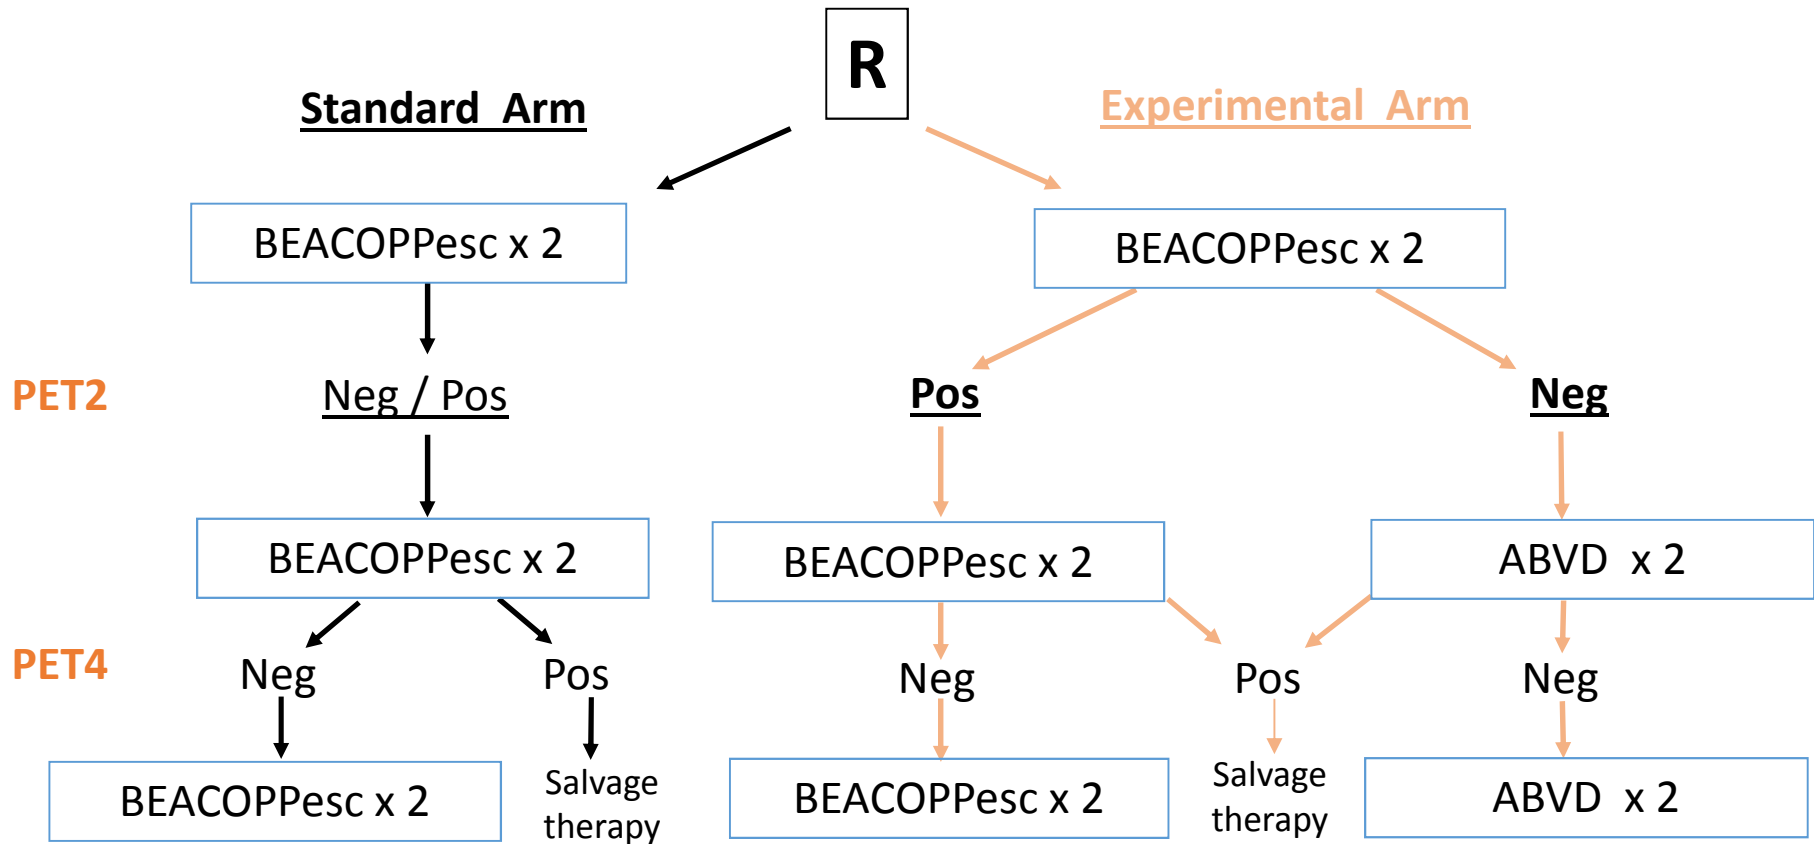 R
Standard Arm
Experimental Arm
BEACOPPesc x 2
BEACOPPesc x 2
PET2
Neg / Pos
Pos
Neg
BEACOPPesc x 2
BEACOPPesc x 2
ABVD x 2
PET4
Neg
Pos
Neg
Pos
Neg
BEACOPPesc x 2
Salvage
therapy
BEACOPPesc x 2
Salvage
therapy
ABVD x 2